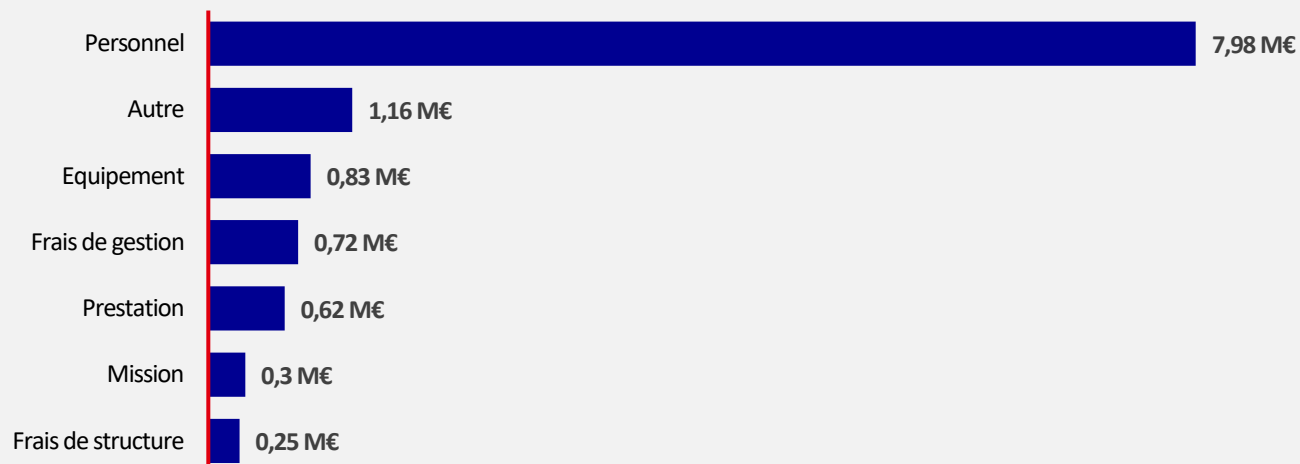 Personnel 7,98 M€
Autre 1,16 M€
Equipement 0,83 M€
Frais de gestion 0,72 M€
Prestation 0,62 M€
Mission 0,3 M€
Frais de structure 0,25 M€